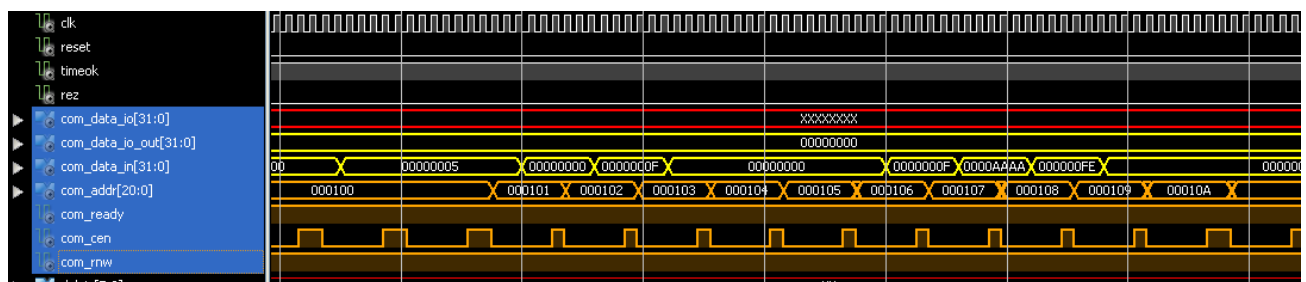 clk
reset
timeok
rez
com_data_io[31:0] XXXXXXXX
com_data_io_out[31:0] 00000000
com_data_in[31:0] 00 00000005 00000000 0000000F 00000000 0000000F 0000AAAA 000000FE 000000
com_addr[20:0] 000100 000101 000102 000103 000104 000105 000106 000107 000108 000109 00010A
com_ready
com_cen
com_rnw